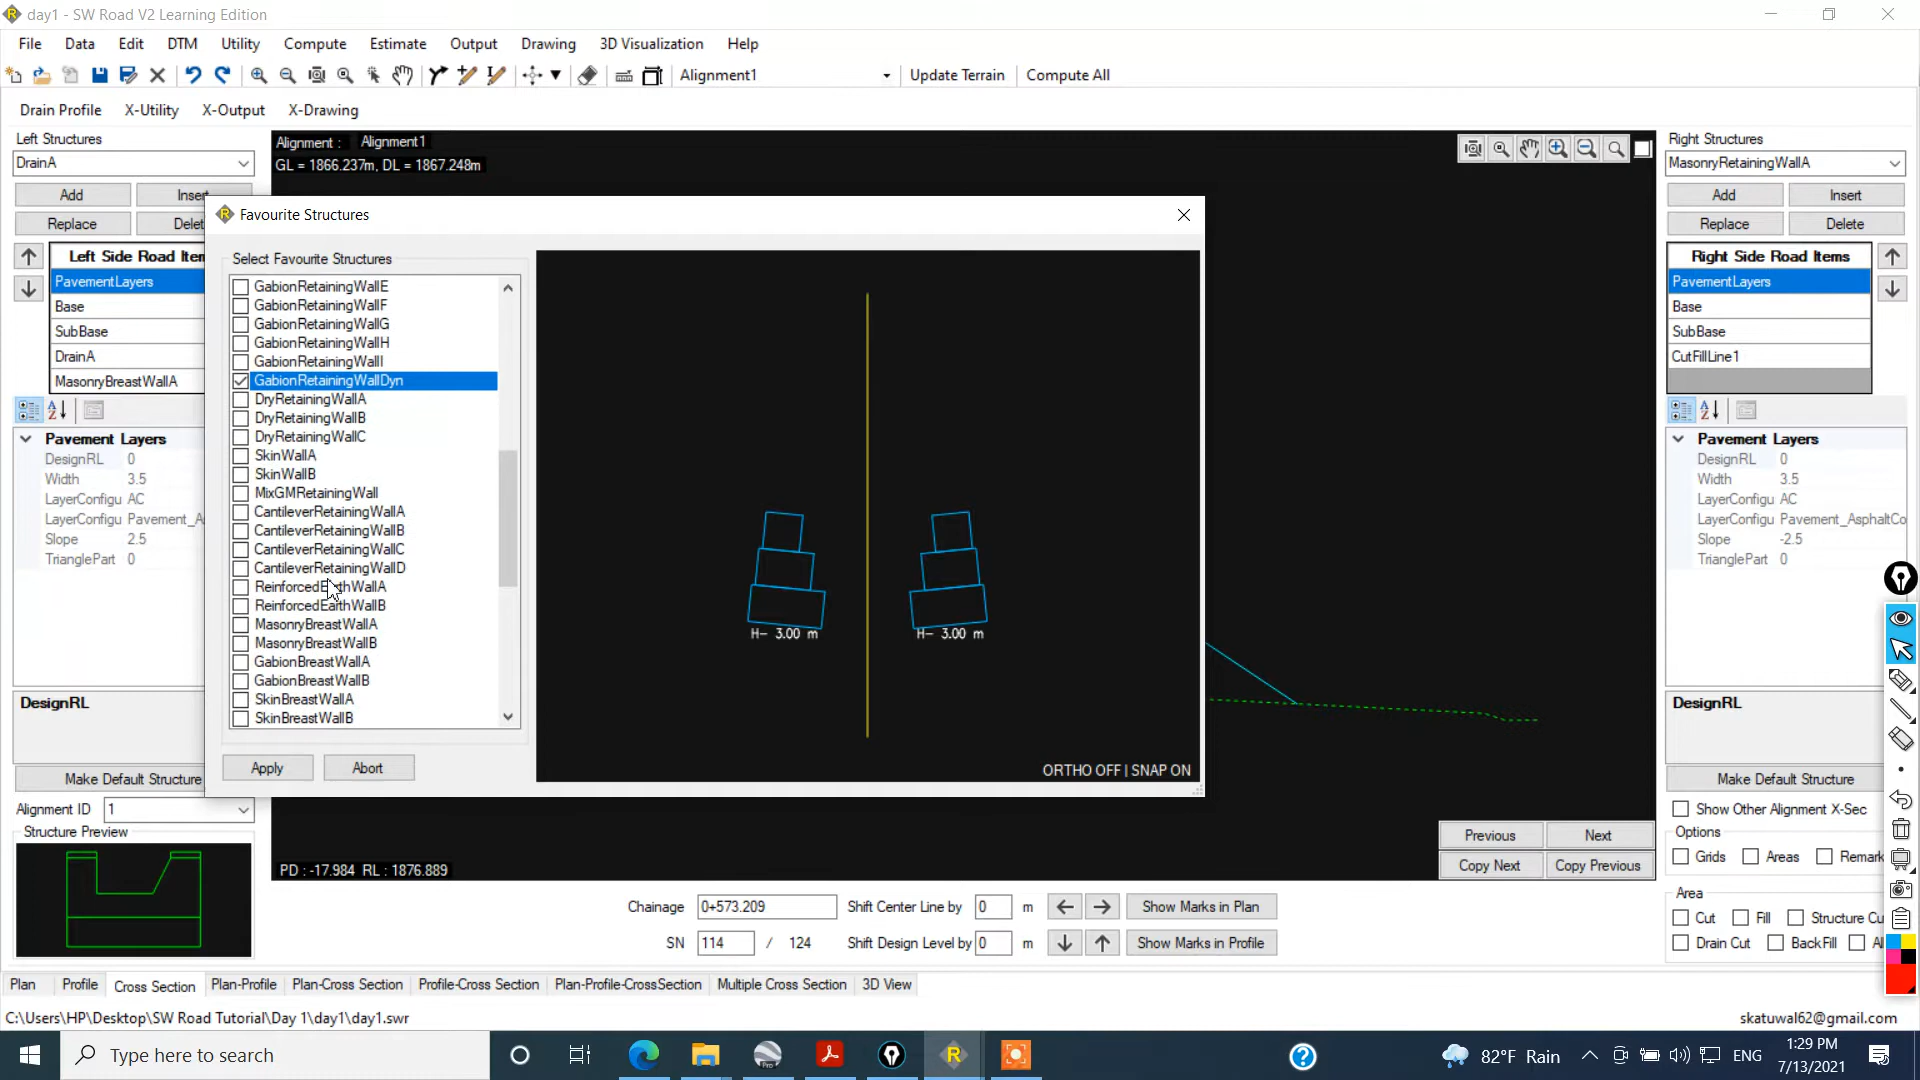 day1 - SW Road V2 Learning Edition
File Data Edit DTM Utility Compute Estimate Output Drawing 3D Visualization Help
Alignment1 Update Terrain Compute All
Drain Profile X-Utility X-Output X-Drawing
Left Structures
DrainA
Add
Replace
Left Side Road
PavementLayers
Base
SubBase
DrainA
MasonryBreastWallA
Pavement Layers
DesignRL 0
Width 3.5
LayerConfigu AC
LayerConfigu
Slope 2.5
TrianglePart 0
DesignRL
Make Default Structure
Alignment ID 1
Structure Preview
Alignment : Alignment1
GL = 1866.237m, DL = 1867.248m
Favourite Structures
Select Favourite Structures
GabionRetainingWallE
GabionRetainingWallF
GabionRetainingWallG
GabionRetainingWallH
GabionRetainingWallI
GabionRetainingWallDyn
DryRetainingWallA
DryRetainingWallB
DryRetainingWallC
SkinWallA
SkinWallB
MixGMRetainingWall
CantileverRetainingWallA
CantileverRetainingWallB
CantileverRetainingWallC
CantileverRetainingWallD
ReinforcedEarthWallA
ReinforcedEarthWallB
MasonryBreastWallA
MasonryBreastWallB
GabionBreastWallA
GabionBreastWallB
SkinBreastWallA
SkinBreastWallB
Apply Abort
H- 3.00 m H- 3.00 m
ORTHO OFF | SNAP ON
PD : -17.984 RL : 1876.889
Previous Next
Copy Next Copy Previous
Right Structures
MasonryRetainingWallA
Add Insert
Replace Delete
Right Side Road Items
PavementLayers
Base
SubBase
CutFillLine1
Pavement Layers
DesignRL 0
Width 3.5
LayerConfigu AC
LayerConfigu Pavement_AsphaltCo
Slope -2.5
TrianglePart 0
DesignRL
Make Default Structure
Show Other Alignment X-Sec
Options
Grids Areas Remark
Area
Cut Fill Structure Cu
Drain Cut BackFill
Chainage 0+573.209 Shift Center Line by 0 m Show Marks in Plan
SN 114 / 124 Shift Design Level by 0 m Show Marks in Profile
Plan Profile Cross Section Plan-Profile Plan-Cross Section Profile-Cross Section Plan-Profile-CrossSection Multiple Cross Section 3D View
C:\Users\HP\Desktop\SW Road Tutorial\Day 1\day1\day1.swr skatuwal62@gmail.com
Type here to search
82°F Rain
ENG
1:29 PM
7/13/2021